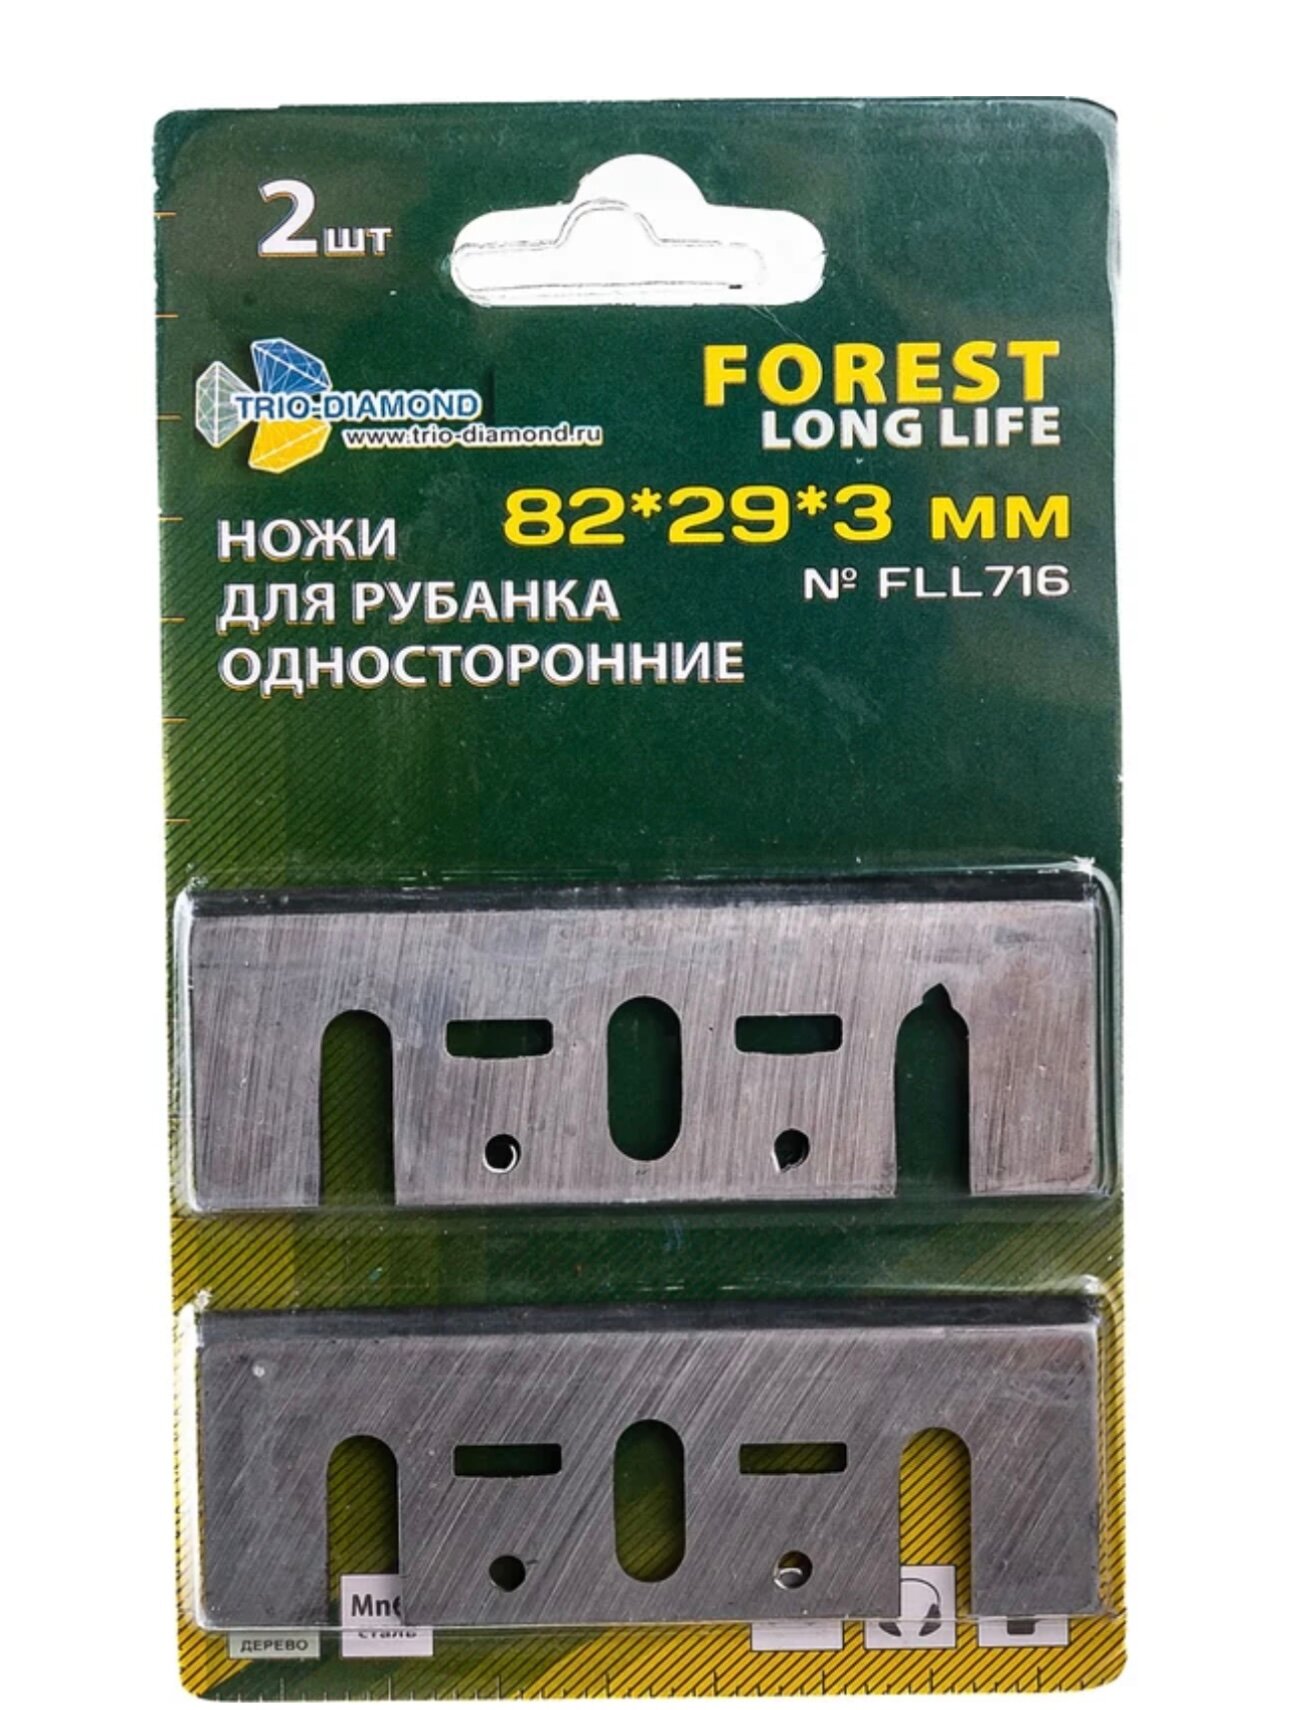 2шт
TRIO-DIAMOND
www.trio-diamond.ru
FOREST
LONG LIFE
82*29*3 мм
№ FLL716
НОЖИ
ДЛЯ РУБАНКА
ОДНОСТОРОННИЕ
сталь
ДЕРЕВО